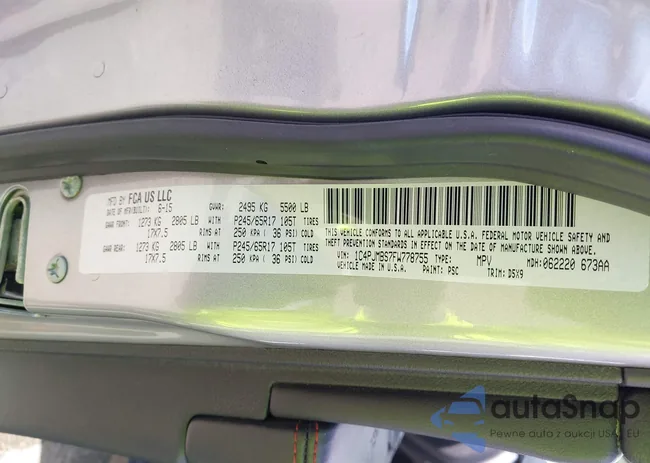 MFD BY FCA US LLC
DATE OF MFR(BUILT): 6-15 GVWR: 2495 KG 5500 LB
GAWR FRONT: 1273 KG 2805 LB WITH P245/65R17 105T TIRES
17X7.5 RIMS AT 250 KPA ( 36 PSI) COLD
GAWR REAR: 1273 KG 2805 LB WITH P245/65R17 105T TIRES
17X7.5 RIMS AT 250 KPA ( 36 PSI) COLD
THIS VEHICLE CONFORMS TO ALL APPLICABLE U.S.A. FEDERAL MOTOR VEHICLE SAFETY AND
THEFT PREVENTION STANDARDS IN EFFECT ON THE DATE OF MANUFACTURE SHOWN ABOVE.
VIN: 1C4PJMBS7FW778755 TYPE: MPV MDH: 062220 673AA
MADE IN U.S.A. PAINT: PSC TRIM: D5X9
autoSnap
Pewne auto z aukcji USA i EU